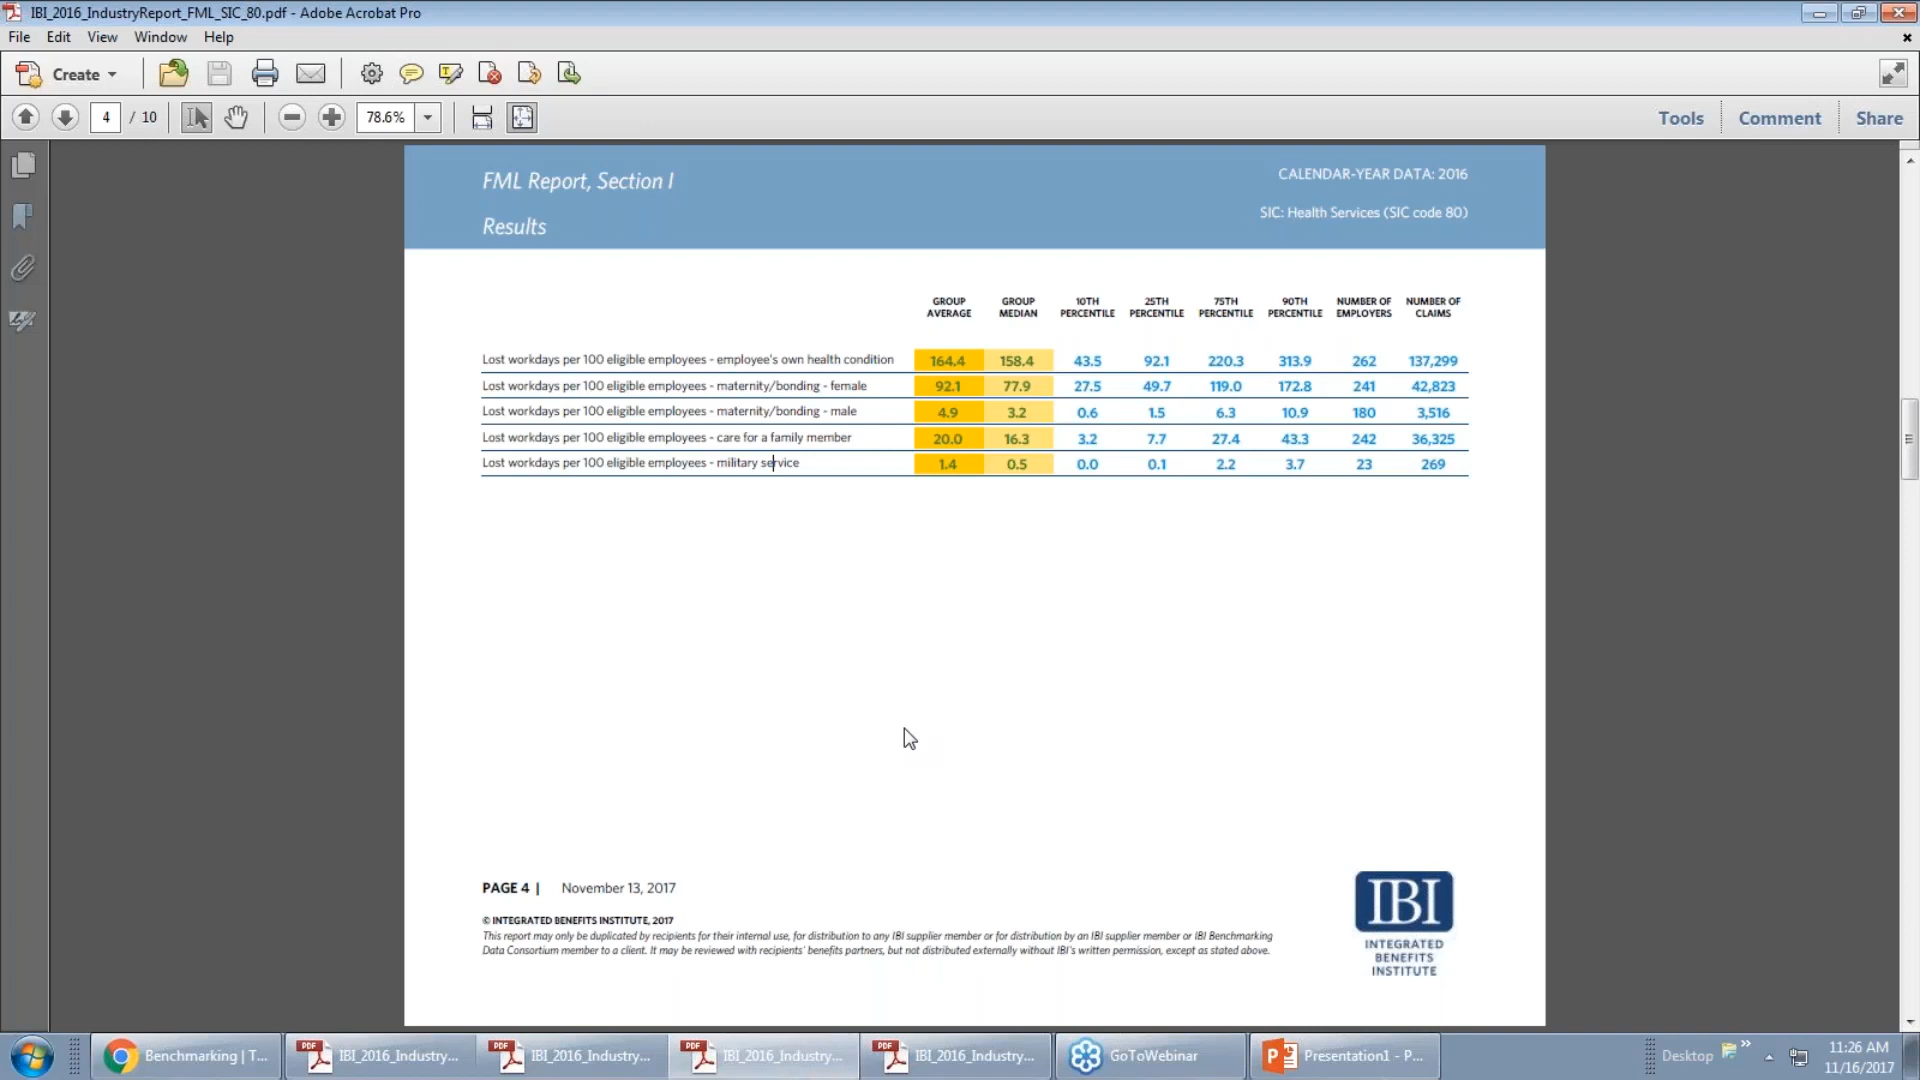 IBI_2016_IndustryReport_FML_SIC_80.pdf - Adobe Acrobat Pro
File Edit View Window Help
Create
4 / 10 78.6% Tools Comment Share
FML Report, Section I
CALENDAR-YEAR DATA: 2016
Results
SIC: Health Services (SIC code 80)
GROUP AVERAGE GROUP MEDIAN 10TH PERCENTILE 25TH PERCENTILE 75TH PERCENTILE 90TH PERCENTILE NUMBER OF EMPLOYERS NUMBER OF CLAIMS
Lost workdays per 100 eligible employees - employee's own health condition 164.4 158.4 43.5 92.1 220.3 313.9 262 137,299
Lost workdays per 100 eligible employees - maternity/bonding - female 92.1 77.9 27.5 49.7 119.0 172.8 241 42,823
Lost workdays per 100 eligible employees - maternity/bonding - male 4.9 3.2 0.6 1.5 6.3 10.9 180 3,516
Lost workdays per 100 eligible employees - care for a family member 20.0 16.3 3.2 7.7 27.4 43.3 242 36,325
Lost workdays per 100 eligible employees - military service 1.4 0.5 0.0 0.1 2.2 3.7 23 269
PAGE 4 | November 13, 2017
© INTEGRATED BENEFITS INSTITUTE, 2017
This report may only be duplicated by recipients for their internal use, for distribution to any IBI supplier member or for distribution by an IBI supplier member or IBI Benchmarking
Data Consortium member to a client. It may be reviewed with recipients' benefits partners, but not distributed externally without IBI's written permission, except as stated above.
IBI
INTEGRATED
BENEFITS
INSTITUTE
Benchmarking | T... IBI_2016_Industry... IBI_2016_Industry... IBI_2016_Industry... IBI_2016_Industry... GoToWebinar Presentation1 - P... Desktop
11:26 AM
11/16/2017